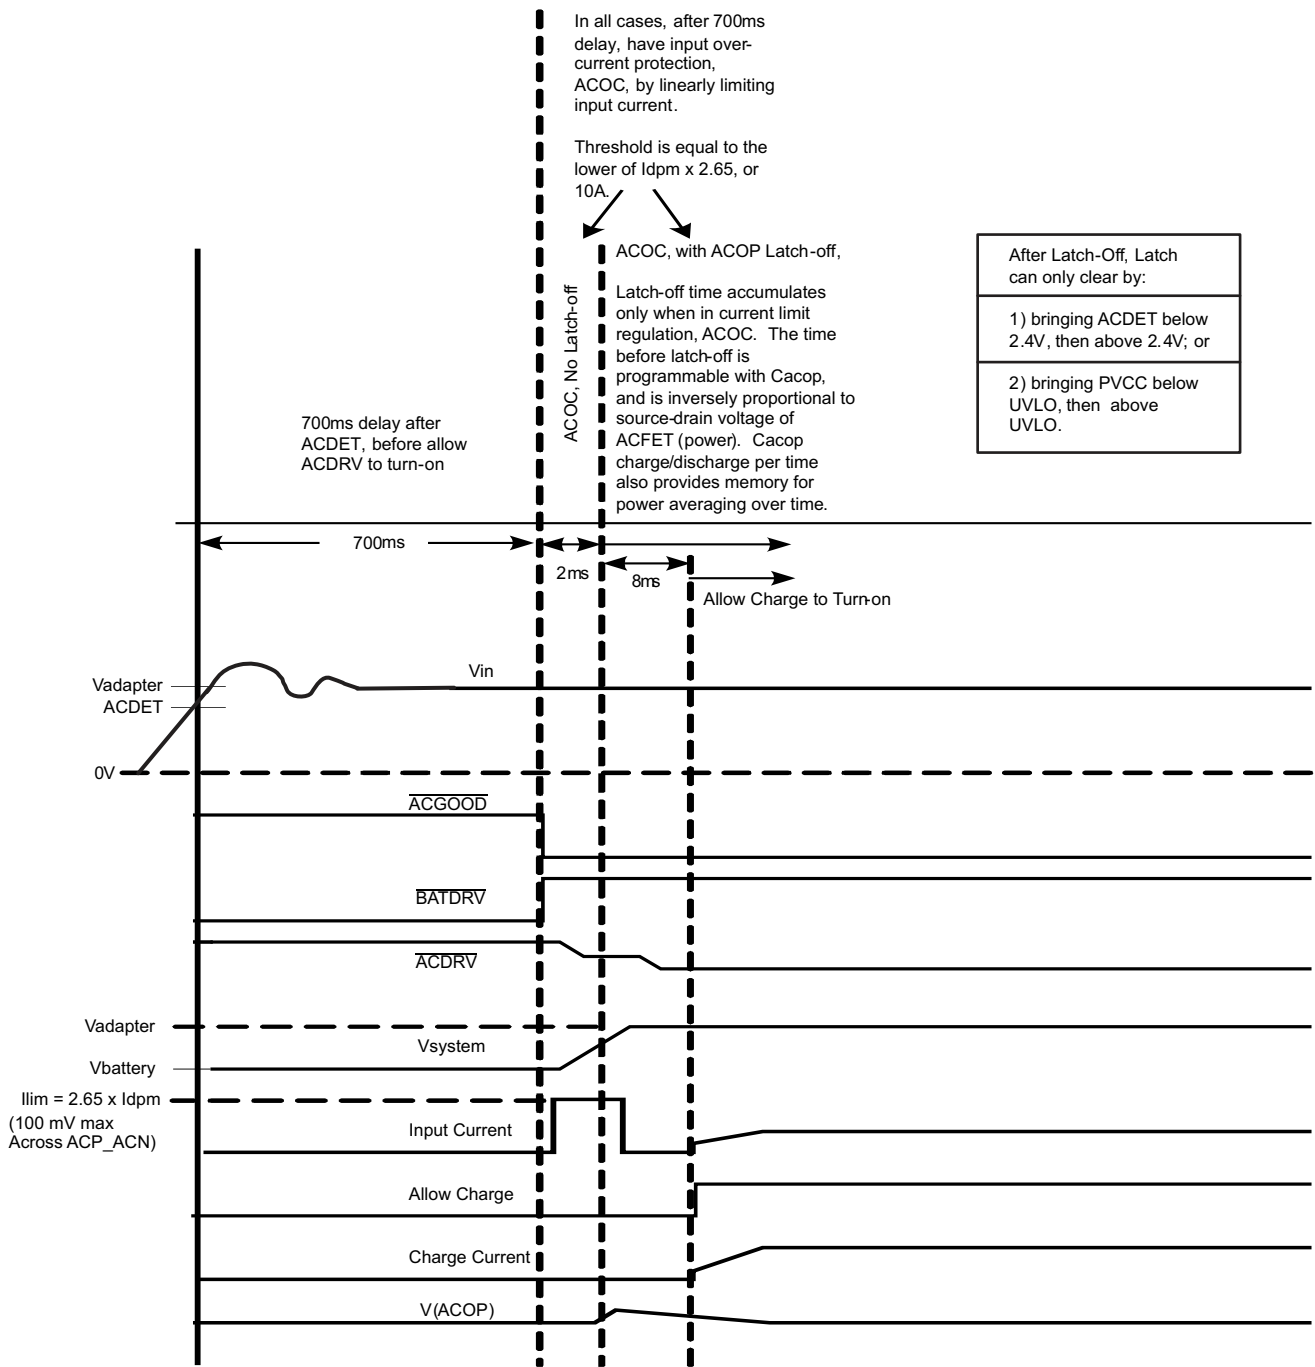 In all cases, after 700ms
delay, have input over-
current protection,
ACOC, by linearly limiting
input current.
Threshold is equal to the
lower of Idpm x 2.65, or
10A.
ACOC, No Latch-off
ACOC, with ACOP Latch-off,
Latch-off time accumulates
only when in current limit
regulation, ACOC. The time
before latch-off is
programmable with Cacop,
and is inversely proportional to
source-drain voltage of
ACFET (power). Cacop
charge/discharge per time
also provides memory for
power averaging over time.
After Latch-Off, Latch
can only clear by:
1) bringing ACDET below
2.4V, then above 2.4V; or
2) bringing PVCC below
UVLO, then above
UVLO.
700ms delay after
ACDET, before allow
ACDRV to turn-on
700ms
2ms
8ms
Allow Charge to Turn-on
Vin
Vadapter
ACDET
0V
ACGOOD
BATDRV
ACDRV
Vadapter
Vsystem
Vbattery
Ilim = 2.65 x Idpm
(100 mV max
Across ACP_ACN)
Input Current
Allow Charge
Charge Current
V(ACOP)